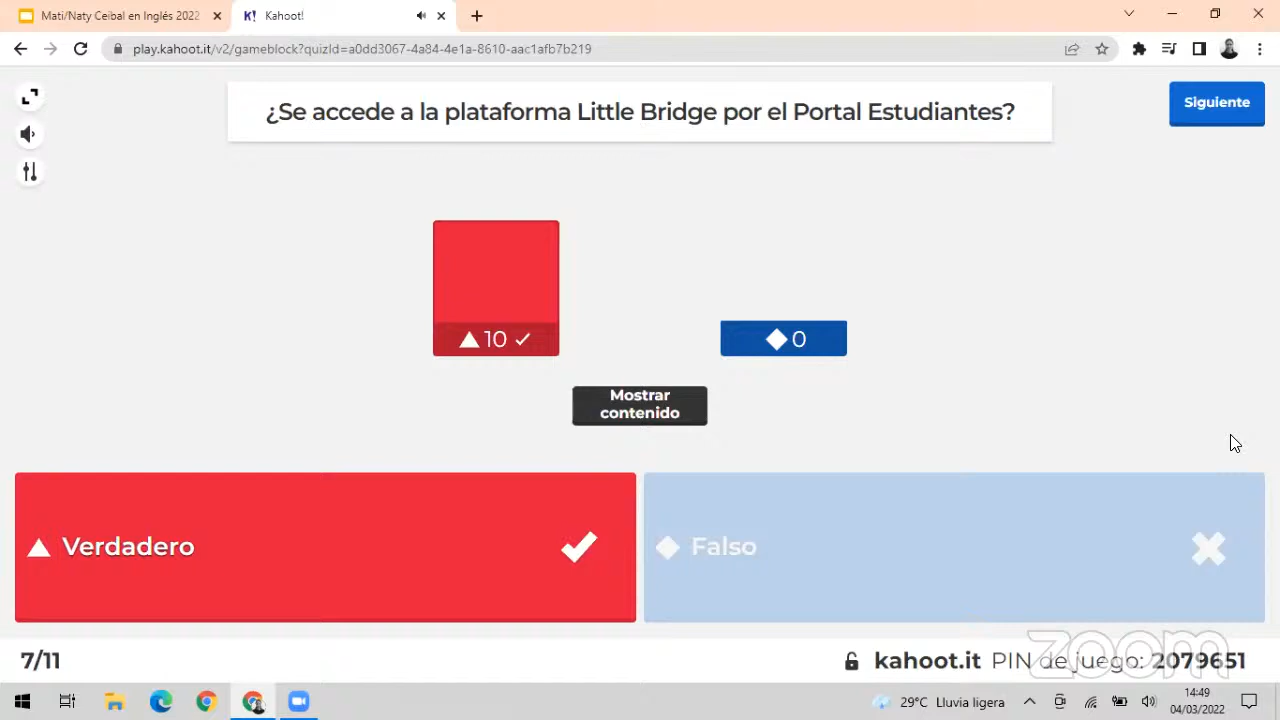 Mati/Naty Ceibal en Inglés 2022
K! Kahoot!
play.kahoot.it/v2/gameblock?quizId=a0dd3067-4a84-4e1a-8610-aac1afb7b219
¿Se accede a la plataforma Little Bridge por el Portal Estudiantes?
Siguiente
10
0
Mostrar
contenido
Verdadero
Falso
7/11
kahoot.it PIN de juego: 2079651
zoom
29°C Lluvia ligera
14:49
04/03/2022